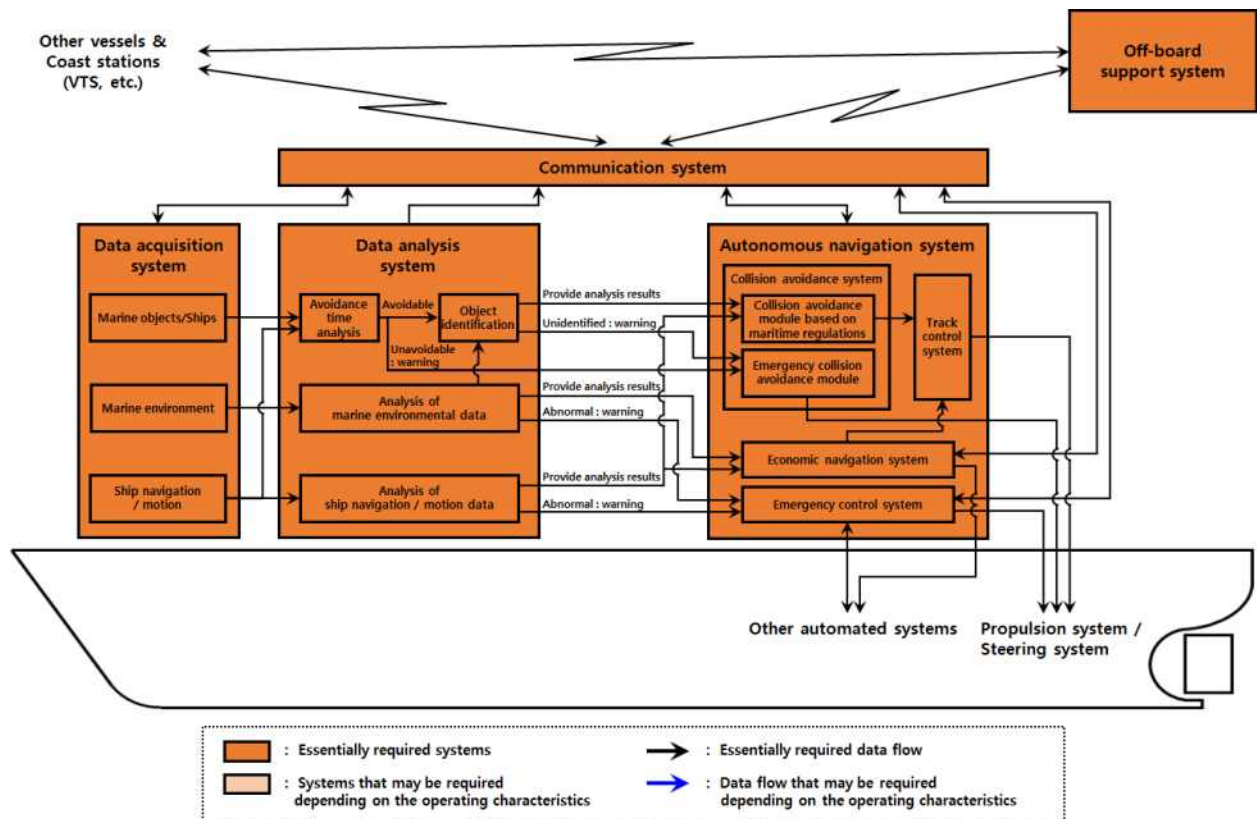 Other vessels &
Coast stations
(VTS, etc.)
Off-board
support system
Communication system
Data acquisition
system
Marine objects/Ships
Marine environment
Ship navigation
/ motion
Data analysis
system
Avoidance
time
analysis
Avoidable
Object
identification
Unavoidable
: warning
Analysis of
marine environmental data
Analysis of
ship navigation / motion data
Provide analysis results
Unidentified : warning
Provide analysis results
Abnormal : warning
Provide analysis results
Abnormal : warning
Autonomous navigation system
Collision avoidance system
Collision avoidance
module based on
maritime regulations
Emergency collision
avoidance module
Track
control
system
Economic navigation system
Emergency control system
Other automated systems
Propulsion system /
Steering system
: Essentially required systems
: Systems that may be required
depending on the operating characteristics
: Essentially required data flow
: Data flow that may be required
depending on the operating characteristics